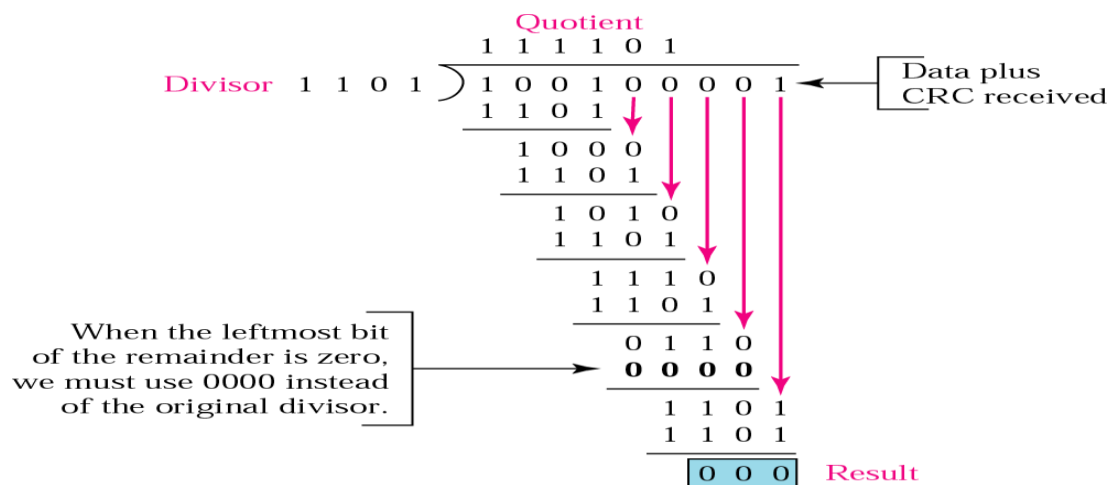 Quotient
1 1 1 1 0 1
Divisor 1 1 0 1 1 0 0 1 0 0 0 0 1
Data plus
CRC received
1 1 0 1
1 0 0 0
1 1 0 1
1 0 1 0
1 1 0 1
1 1 1 0
1 1 0 1
When the leftmost bit
of the remainder is zero,
we must use 0000 instead
of the original divisor.
0 1 1 0
0 0 0 0
1 1 0 1
1 1 0 1
0 0 0 Result